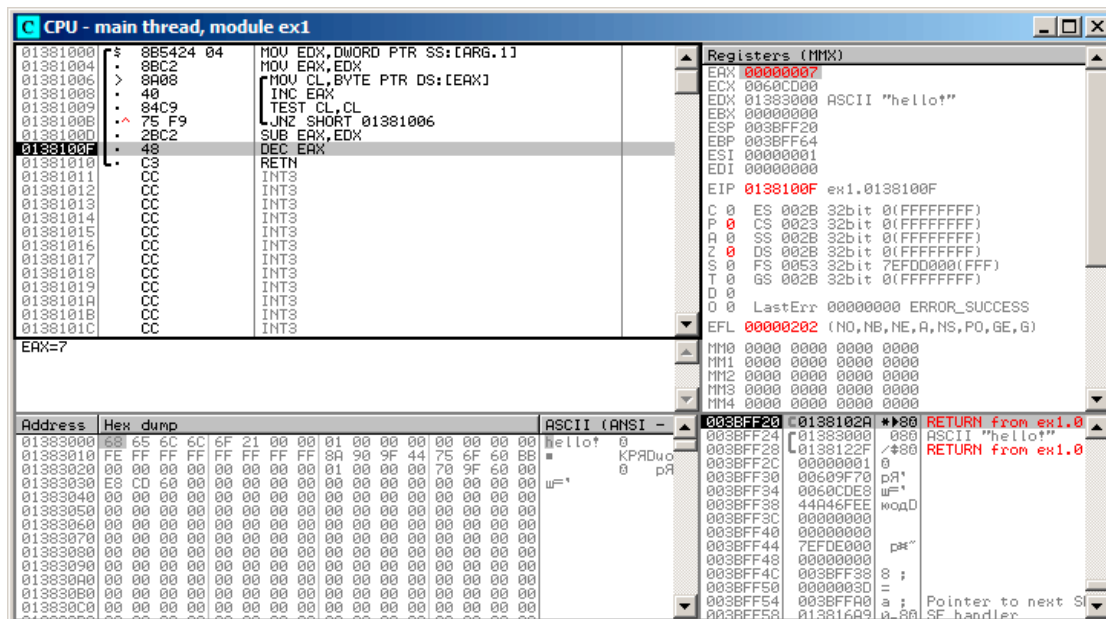 CPU - main thread, module ex1
01381000 $ 8B5424 04 MOV EDX,DWORD PTR SS:[ARG.1]
01381004 . 8BC2 MOV EAX,EDX
01381006 > 8A08 MOV CL,BYTE PTR DS:[EAX]
01381008 . 40 INC EAX
01381009 . 84C9 TEST CL,CL
0138100B .^ 75 F9 JNZ SHORT 01381006
0138100D . 2BC2 SUB EAX,EDX
0138100F . 48 DEC EAX
01381010 . C3 RETN
01381011 CC INT3
01381012 CC INT3
01381013 CC INT3
01381014 CC INT3
01381015 CC INT3
01381016 CC INT3
01381017 CC INT3
01381018 CC INT3
01381019 CC INT3
0138101A CC INT3
0138101B CC INT3
0138101C CC INT3
EAX=7
Registers (MMX)
EAX 00000007
ECX 0060CD00
EDX 01383000 ASCII "hello!"
EBX 00000000
ESP 003BFF20
EBP 003BFF64
ESI 00000001
EDI 00000000
EIP 0138100F ex1.0138100F
C 0 ES 002B 32bit 0(FFFFFFFF)
P 0 CS 0023 32bit 0(FFFFFFFF)
A 0 SS 002B 32bit 0(FFFFFFFF)
Z 0 DS 002B 32bit 0(FFFFFFFF)
S 0 FS 0053 32bit 7EFDD000(FFF)
T 0 GS 002B 32bit 0(FFFFFFFF)
D 0
O 0 LastErr 00000000 ERROR_SUCCESS
EFL 00000202 (NO,NB,NE,A,NS,PO,GE,G)
MM0 0000 0000 0000 0000
MM1 0000 0000 0000 0000
MM2 0000 0000 0000 0000
MM3 0000 0000 0000 0000
MM4 0000 0000 0000 0000
Address Hex dump ASCII (ANSI -
01383000 68 65 6C 6C 6F 21 00 00 01 00 00 00 00 00 00 00 hello! 0
01383010 FE FF FF FF FF FF FF FF 8A 90 9F 44 75 6F 60 BB ■ КРЯDuo
01383020 00 00 00 00 00 00 00 00 01 00 00 00 70 9F 60 00 0 рЯ
01383030 E8 CD 60 00 00 00 00 00 00 00 00 00 00 00 00 00 ш='
01383040 00 00 00 00 00 00 00 00 00 00 00 00 00 00 00 00
01383050 00 00 00 00 00 00 00 00 00 00 00 00 00 00 00 00
01383060 00 00 00 00 00 00 00 00 00 00 00 00 00 00 00 00
01383070 00 00 00 00 00 00 00 00 00 00 00 00 00 00 00 00
01383080 00 00 00 00 00 00 00 00 00 00 00 00 00 00 00 00
01383090 00 00 00 00 00 00 00 00 00 00 00 00 00 00 00 00
013830A0 00 00 00 00 00 00 00 00 00 00 00 00 00 00 00 00
013830B0 00 00 00 00 00 00 00 00 00 00 00 00 00 00 00 00
013830C0 00 00 00 00 00 00 00 00 00 00 00 00 00 00 00 00
003BFF20 0138102A RETURN from ex1.0
003BFF24 01383000 ASCII "hello!"
003BFF28 0138122F RETURN from ex1.0
003BFF2C 00000001 0
003BFF30 00609F70 рЯ'
003BFF34 0060CDE8 ш='
003BFF38 44A46FEE юодD
003BFF3C 00000000
003BFF40 00000000
003BFF44 7EFDE000
003BFF48 00000000
003BFF4C 003BFF38 8 ;
003BFF50 0000003D =
003BFF54 003BFFA0 а ; Pointer to next S
003BFF58 013816A9 SE handler